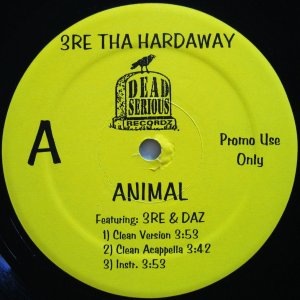 3RE THA HARDAWAY
DEAD
SERIOUS
RECORDZ
A
Promo Use
Only
ANIMAL
Featuring: 3RE & DAZ
1) Clean Version 3:53
2) Clean Acappella 3:42
3) Instr. 3:53